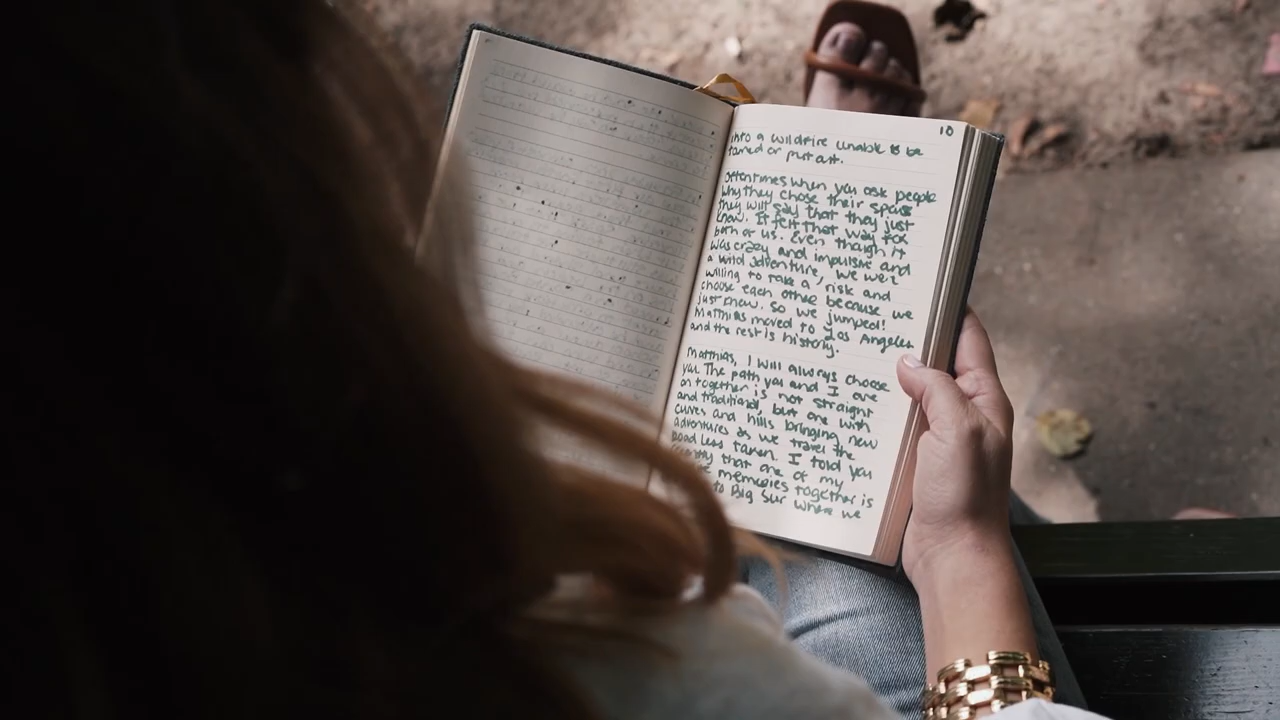 10
into a wildfire unable to be
tamed or put out.
Oftentimes when you ask people
why they chose their spouse
they will say that they just
know. It felt that way for
both of us. Even though it
was crazy and impulsive and
a wild adventure, we were
willing to take a risk and
choose each other because we
just knew. So we jumped!
Matthias moved to Los Angeles
and the rest is history.
Matthias, I will always choose
you. The path you and I are
on together is not straight
and traditional, but one with
curves and hills bringing new
adventures as we travel the
road less taken. I told you
that one of my
memories together is
to Big Sur where we